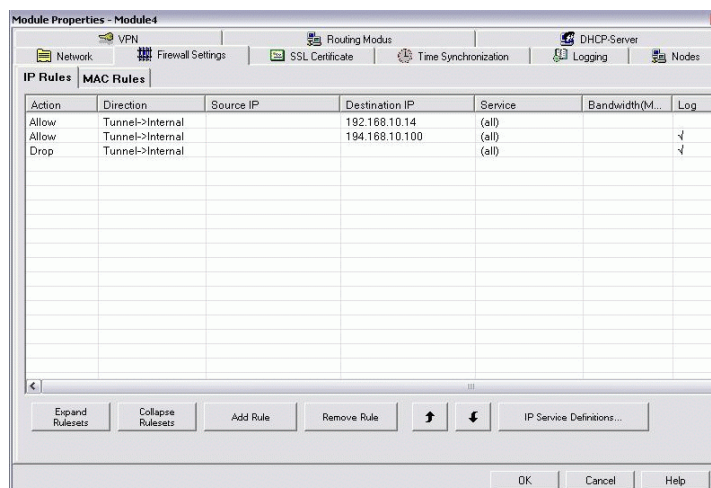 Module Properties - Module4
VPN Routing Modus DHCP-Server
Network Firewall Settings SSL Certificate Time Synchronization Logging Nodes
IP Rules MAC Rules
Action Direction Source IP Destination IP Service Bandwidth(M... Log
Allow Tunnel->Internal 192.168.10.14 (all)
Allow Tunnel->Internal 194.168.10.100 (all) √
Drop Tunnel->Internal (all) √
Expand Rulesets Collapse Rulesets Add Rule Remove Rule IP Service Definitions...
OK Cancel Help